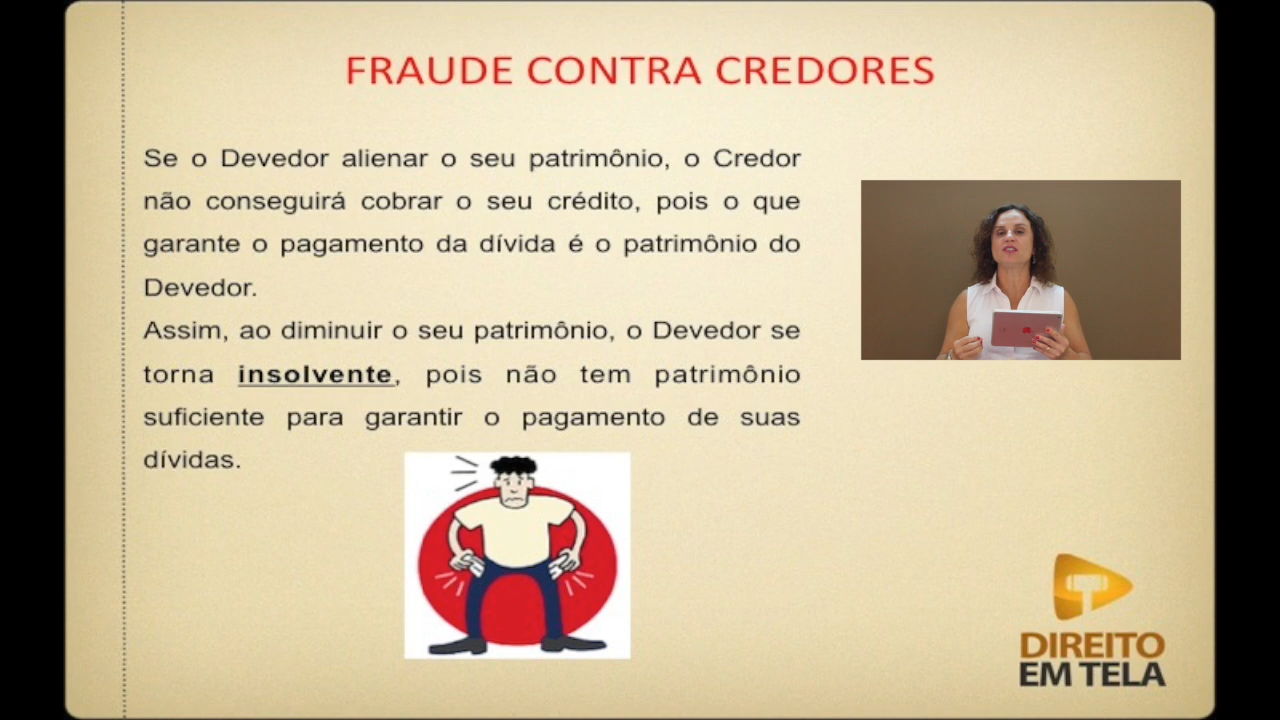 FRAUDE CONTRA CREDORES
Se o Devedor alienar o seu patrimônio, o Credor
não conseguirá cobrar o seu crédito, pois o que
garante o pagamento da dívida é o patrimônio do
Devedor.
Assim, ao diminuir o seu patrimônio, o Devedor se
torna insolvente, pois não tem patrimônio
suficiente para garantir o pagamento de suas
dívidas.
DIREITO
EM TELA